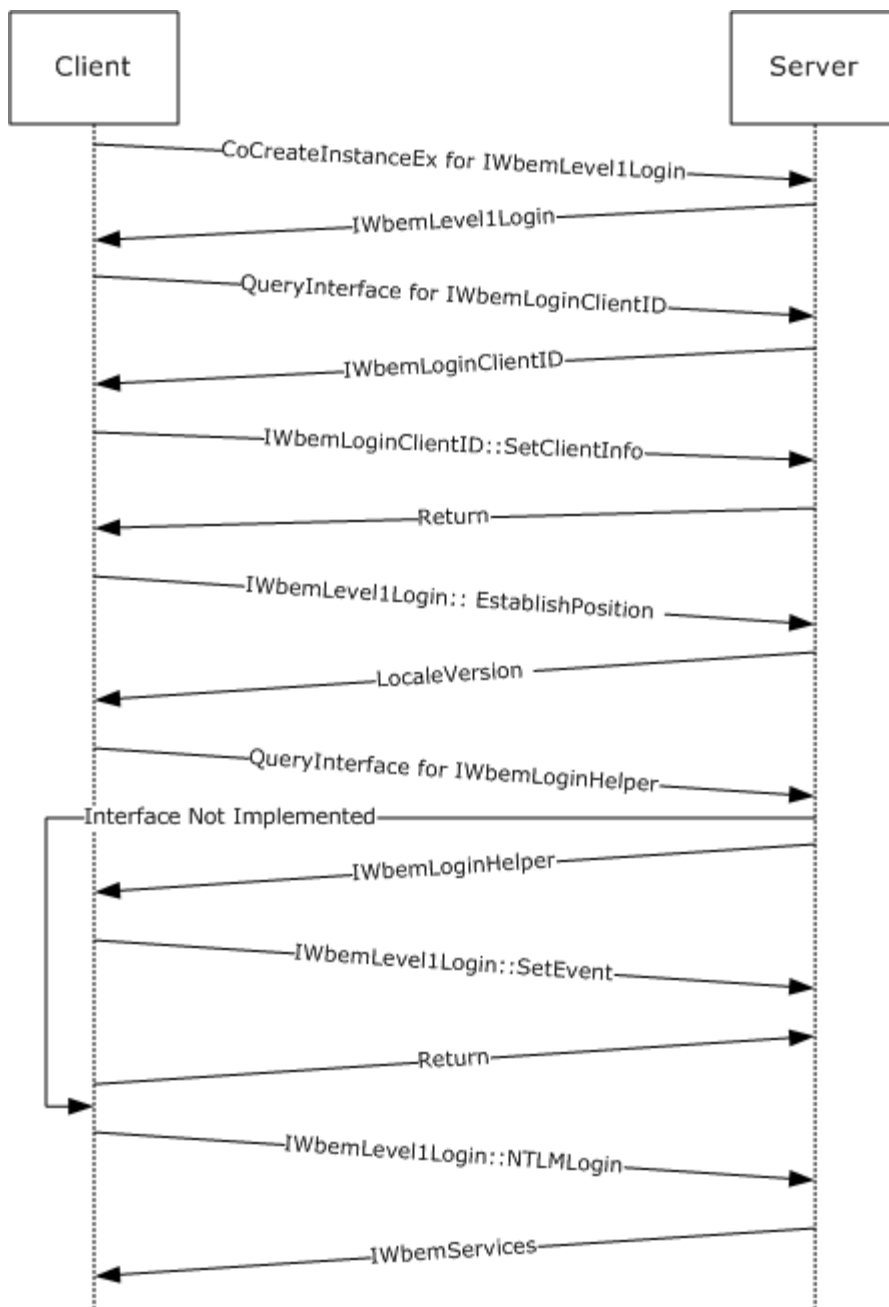 Client
Server
CoCreateInstanceEx for IWbemLevel1Login
IWbemLevel1Login
QueryInterface for IWbemLoginClientID
IWbemLoginClientID
IWbemLoginClientID::SetClientInfo
Return
IWbemLevel1Login:: EstablishPosition
LocaleVersion
QueryInterface for IWbemLoginHelper
Interface Not Implemented
IWbemLoginHelper
IWbemLevel1Login::SetEvent
Return
IWbemLevel1Login::NTLMLogin
IWbemServices